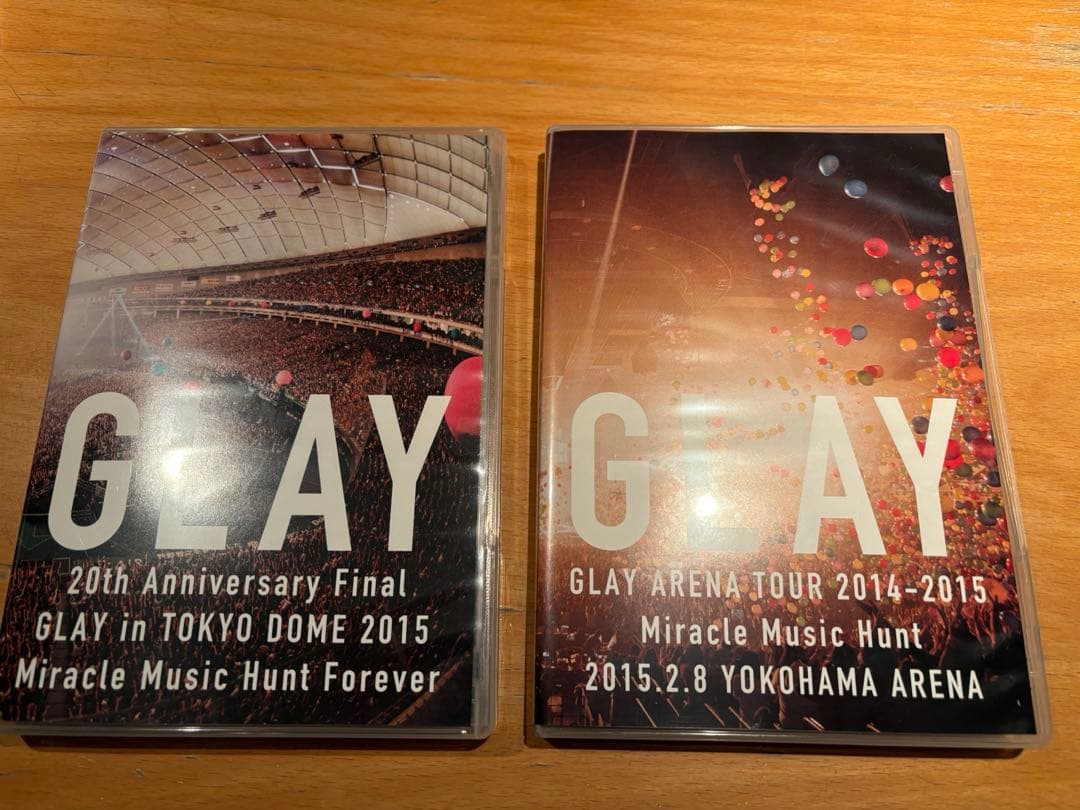 GLAY
20th Anniversary Final
GLAY in TOKYO DOME 2015
Miracle Music Hunt Forever
GLAY
GLAY ARENA TOUR 2014-2015
Miracle Music Hunt
2015.2.8 YOKOHAMA ARENA